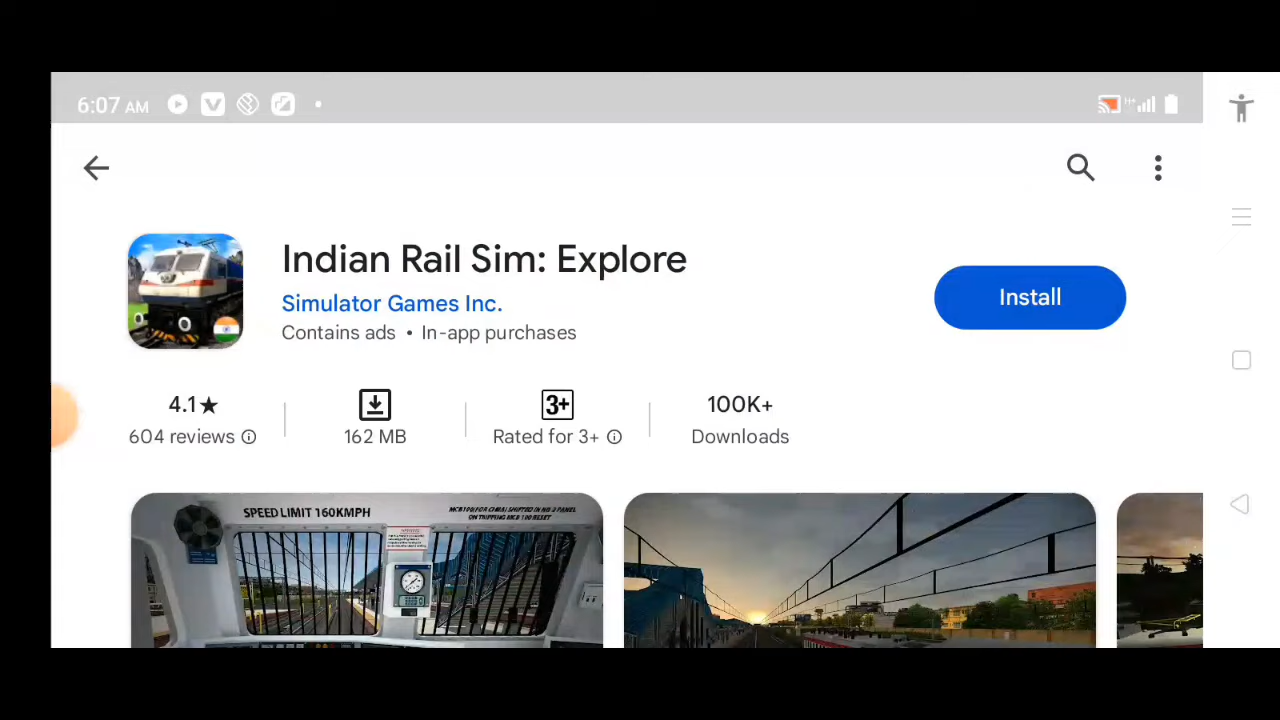 6:07 AM
Indian Rail Sim: Explore
Simulator Games Inc.
Contains ads • In-app purchases
Install
4.1★
604 reviews
162 MB
3+
Rated for 3+
100K+
Downloads
SPEED LIMIT 160KMPH